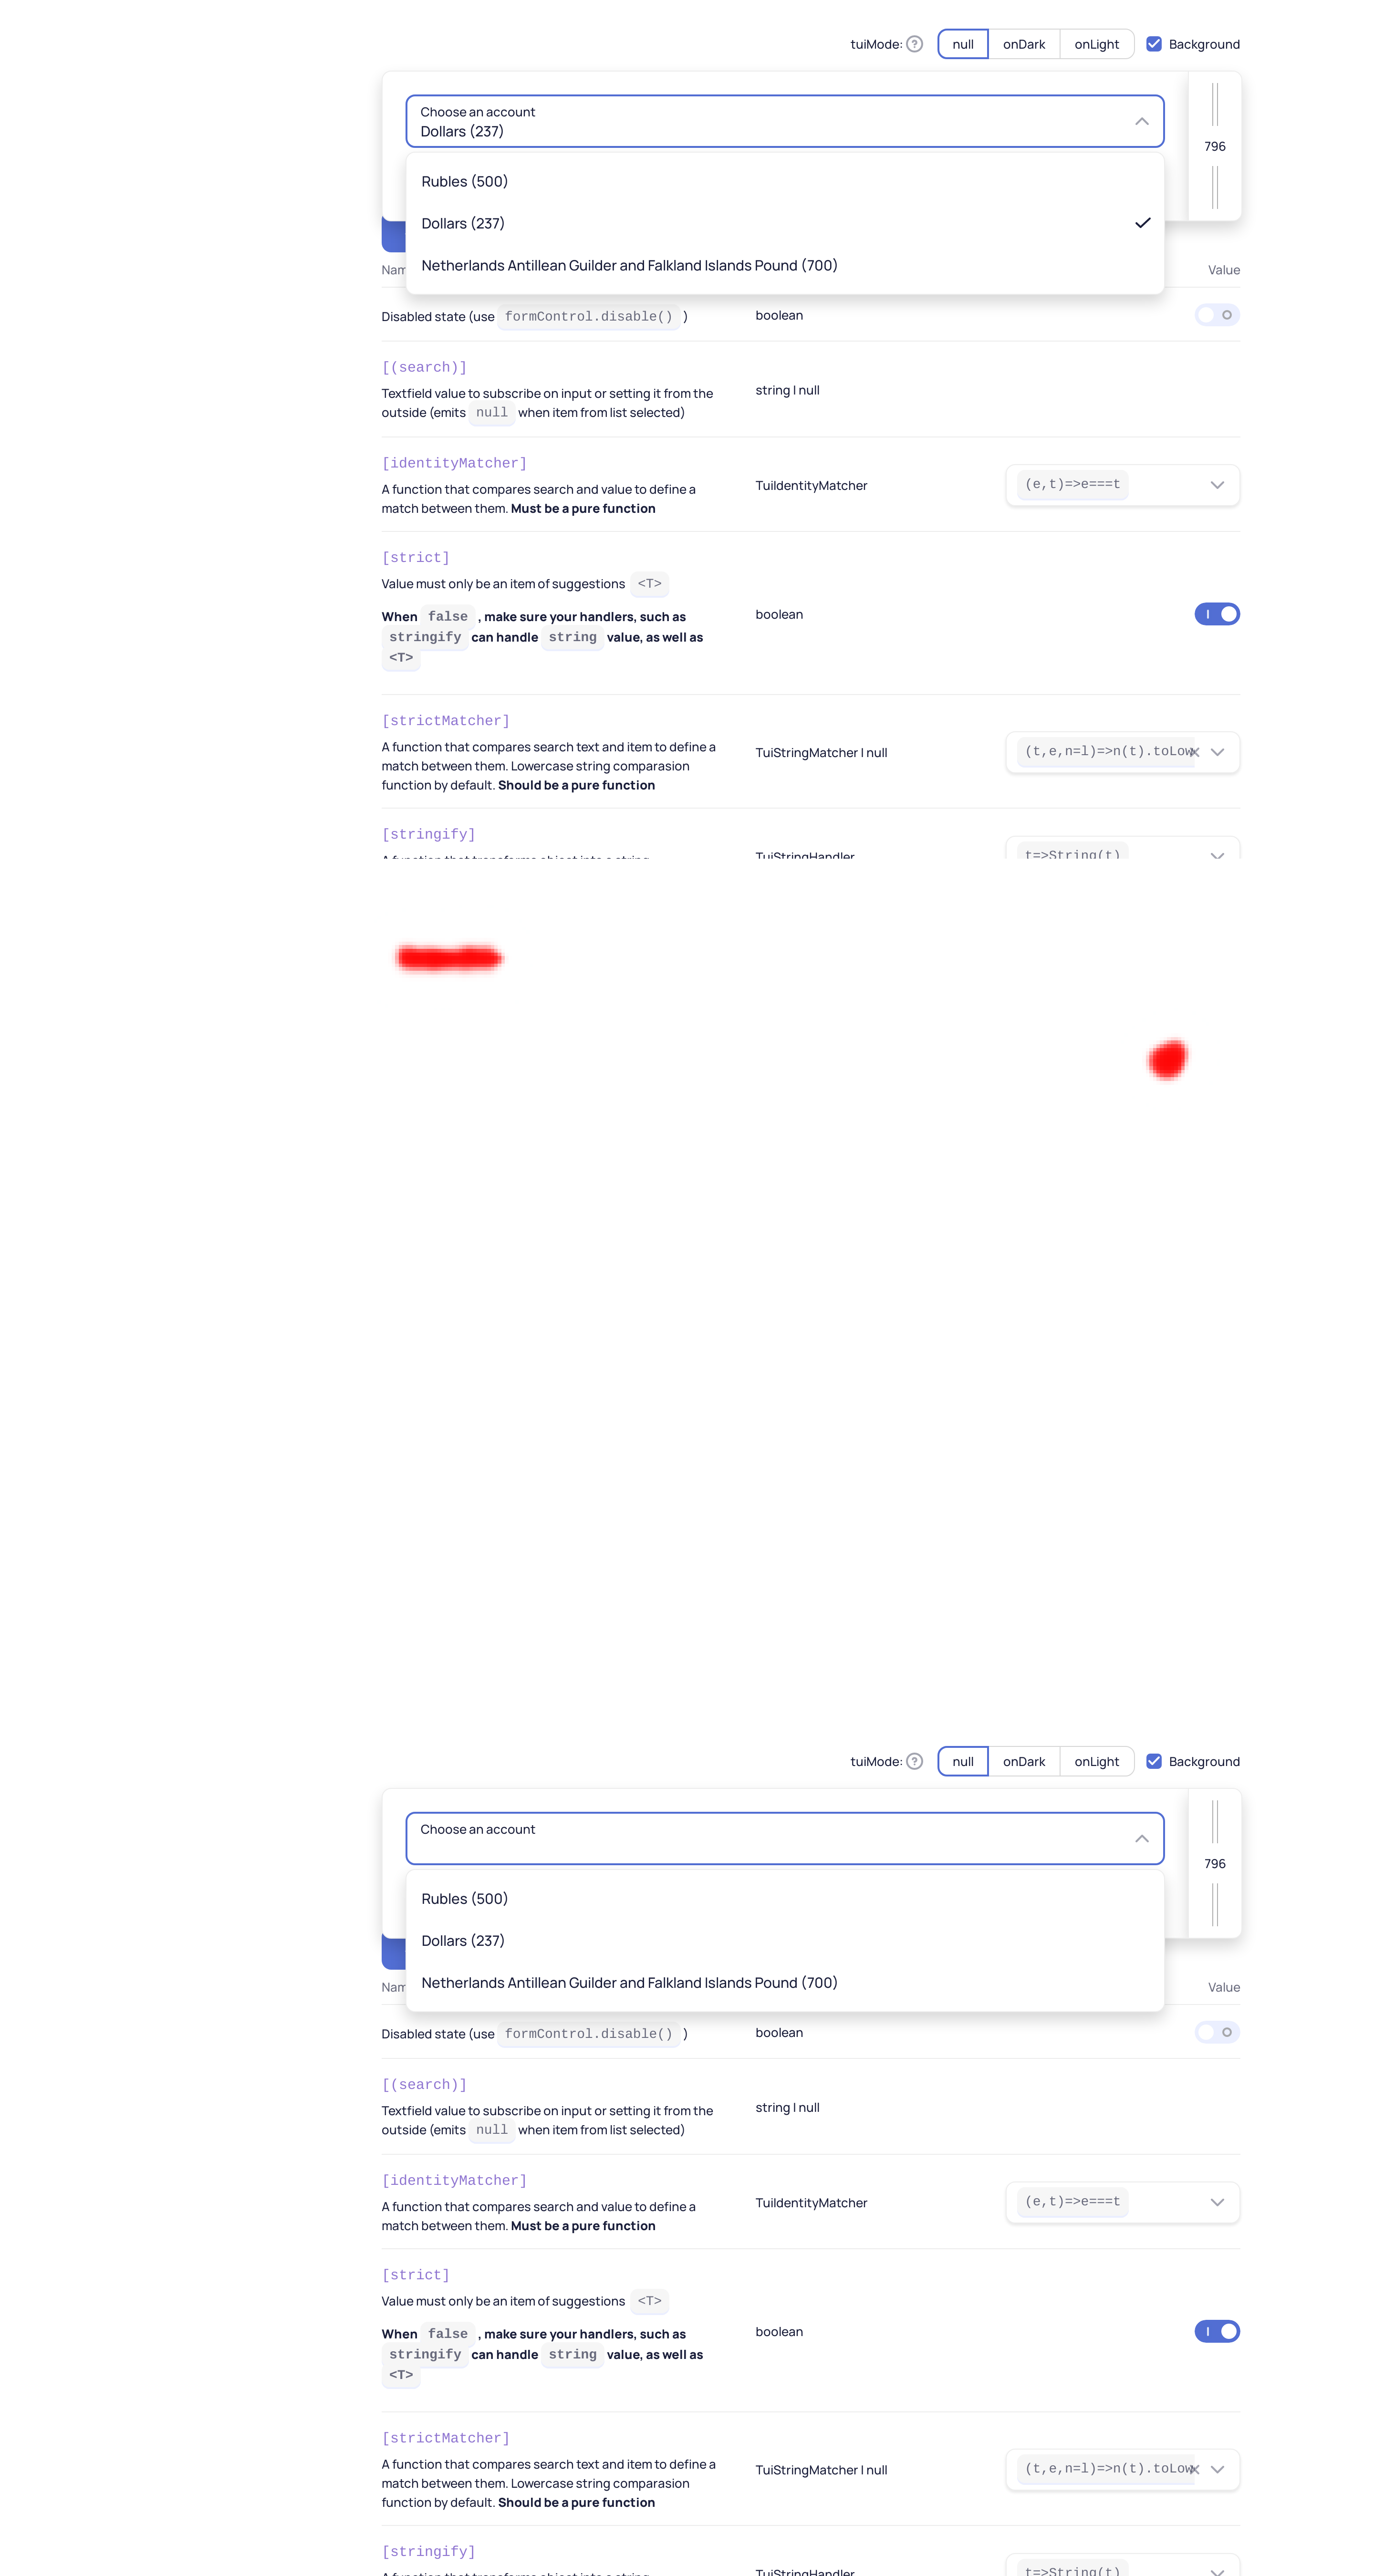 tuiMode: ? null onDark onLight Background
Choose an account
Dollars (237)
796
Rubles (500)
Dollars (237)
Netherlands Antillean Guilder and Falkland Islands Pound (700)
Nam Value
Disabled state (use formControl.disable() ) boolean
[(search)]
Textfield value to subscribe on input or setting it from the
outside (emits null when item from list selected)
string | null
[identityMatcher]
A function that compares search and value to define a
match between them. Must be a pure function
TuiIdentityMatcher
(e,t)=>e===t
[strict]
Value must only be an item of suggestions <T>
When false , make sure your handlers, such as
stringify can handle string value, as well as
<T>
boolean
[strictMatcher]
A function that compares search text and item to define a
match between them. Lowercase string comparasion
function by default. Should be a pure function
TuiStringMatcher | null
(t,e,n=l)=>n(t).toLow
[stringify]
A function that transforms object into a string
TuiStringHandler
t=>String(t)
tuiMode: ? null onDark onLight Background
Choose an account
796
Rubles (500)
Dollars (237)
Netherlands Antillean Guilder and Falkland Islands Pound (700)
Nam Value
Disabled state (use formControl.disable() ) boolean
[(search)]
Textfield value to subscribe on input or setting it from the
outside (emits null when item from list selected)
string | null
[identityMatcher]
A function that compares search and value to define a
match between them. Must be a pure function
TuiIdentityMatcher
(e,t)=>e===t
[strict]
Value must only be an item of suggestions <T>
When false , make sure your handlers, such as
stringify can handle string value, as well as
<T>
boolean
[strictMatcher]
A function that compares search text and item to define a
match between them. Lowercase string comparasion
function by default. Should be a pure function
TuiStringMatcher | null
(t,e,n=l)=>n(t).toLow
[stringify]
A function that transforms object into a string
TuiStringHandler
t=>String(t)